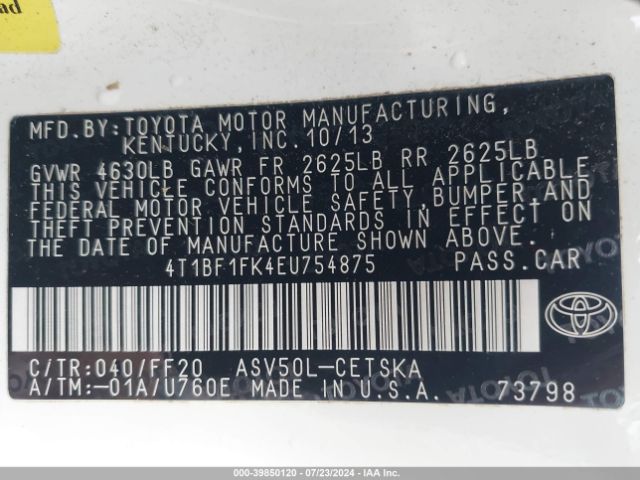 ad
MFD.BY:TOYOTA MOTOR MANUFACTURING,
KENTUCKY,INC.10/13
GVWR 4630LB GAWR FR 2625LB RR 2625LB
THIS VEHICLE CONFORMS TO ALL APPLICABLE
FEDERAL MOTOR VEHICLE SAFETY,BUMPER,AND
THEFT PREVENTION STANDARDS IN EFFECT ON
THE DATE OF MANUFACTURE SHOWN ABOVE.
4T1BF1FK4EU754875 PASS.CAR
C/TR:040/FF20 ASV50L-CETSKA
A/TM:-01A/U760E MADE IN U.S.A. 73798
TOYOTA
000-39850120 - 07/23/2024 - IAA Inc.